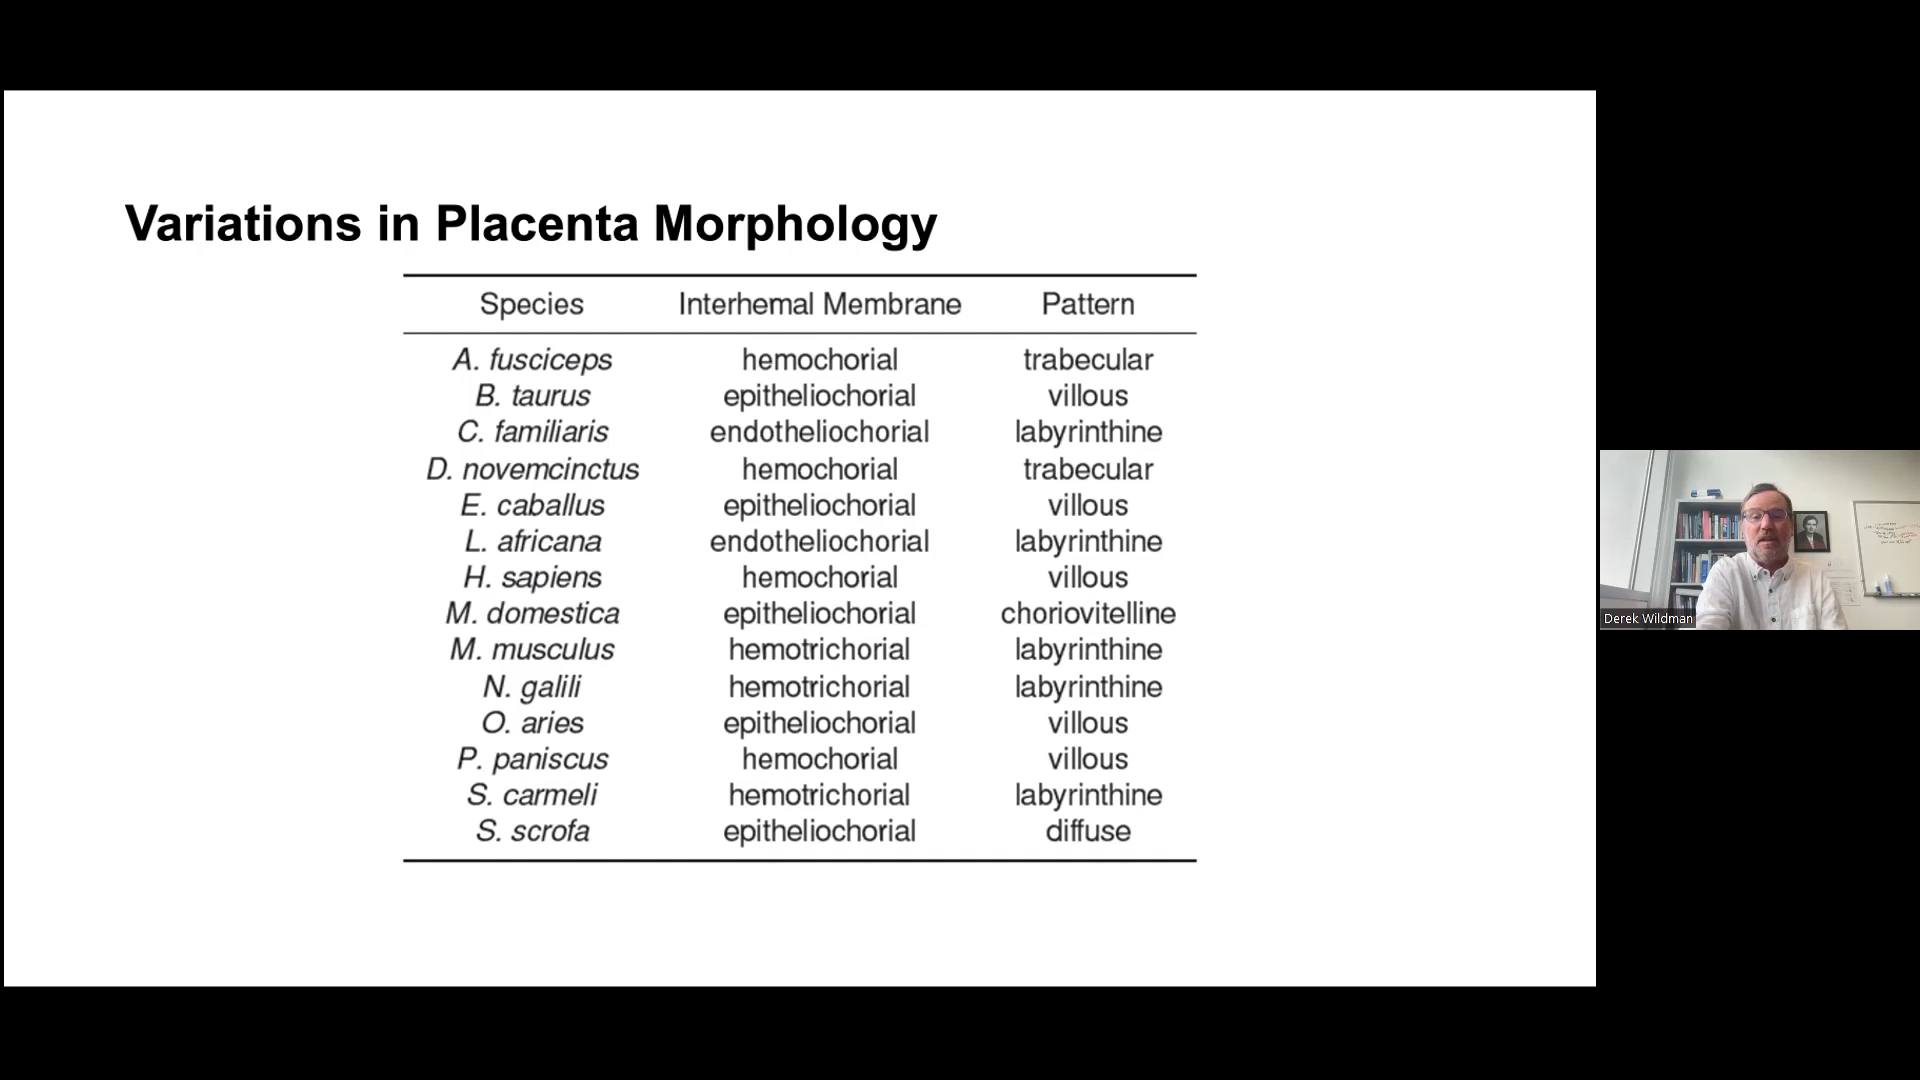 Variations in Placenta Morphology
Species Interhemal Membrane Pattern
A. fusciceps hemochorial trabecular
B. taurus epitheliochorial villous
C. familiaris endotheliochorial labyrinthine
D. novemcinctus hemochorial trabecular
E. caballus epitheliochorial villous
L. africana endotheliochorial labyrinthine
H. sapiens hemochorial villous
M. domestica epitheliochorial choriovitelline
M. musculus hemotrichorial labyrinthine
N. galili hemotrichorial labyrinthine
O. aries epitheliochorial villous
P. paniscus hemochorial villous
S. carmeli hemotrichorial labyrinthine
S. scrofa epitheliochorial diffuse
Derek Wildman